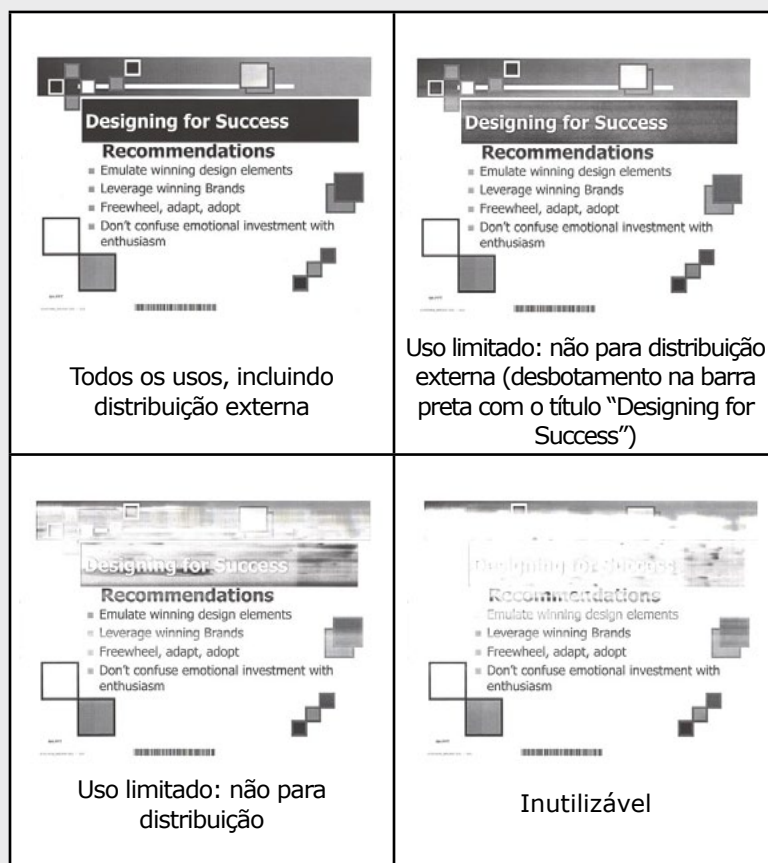 Designing for Success
Recommendations
Emulate winning design elements
Leverage winning Brands
Freewheel, adapt, adopt
Don't confuse emotional investment with
enthusiasm
Todos os usos, incluindo
distribuição externa
Designing for Success
Recommendations
Emulate winning design elements
Leverage winning Brands
Freewheel, adapt, adopt
Don't confuse emotional investment with
enthusiasm
Uso limitado: não para distribuição
externa (desbotamento na barra
preta com o título “Designing for
Success”)
Designing for Success
Recommendations
Emulate winning design elements
Leverage winning Brands
Freewheel, adapt, adopt
Don't confuse emotional investment with
enthusiasm
Uso limitado: não para
distribuição
Designing for Success
Recommendations
Emulate winning design elements
Leverage winning Brands
Freewheel, adapt, adopt
Don't confuse emotional investment with
enthusiasm
Inutilizável